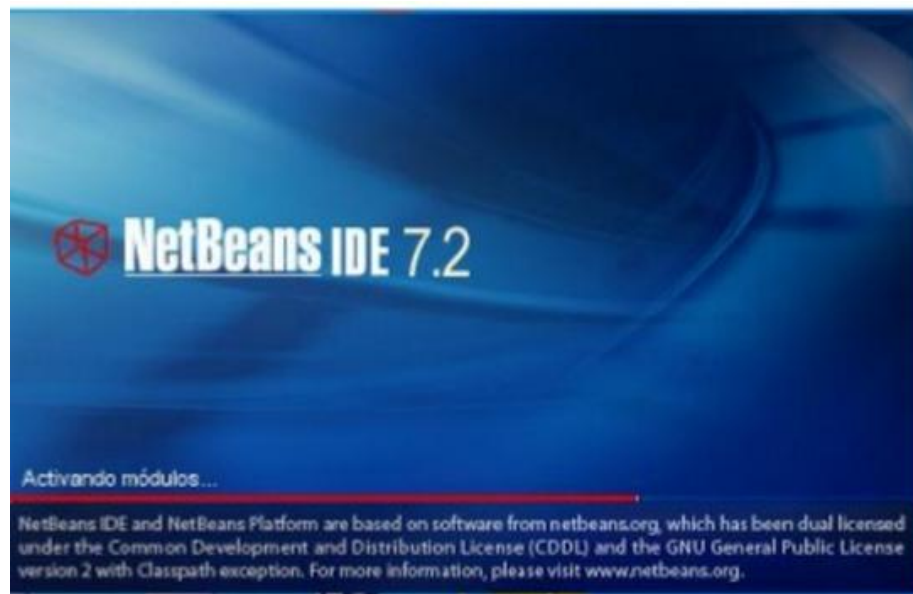 NetBeans IDE 7.2
Activando módulos...
NetBeans IDE and NetBeans Platform are based on software from netbeans.org, which has been dual licensed
under the Common Development and Distribution License (CDDL) and the GNU General Public License
version 2 with Classpath exception. For more information, please visit www.netbeans.org.